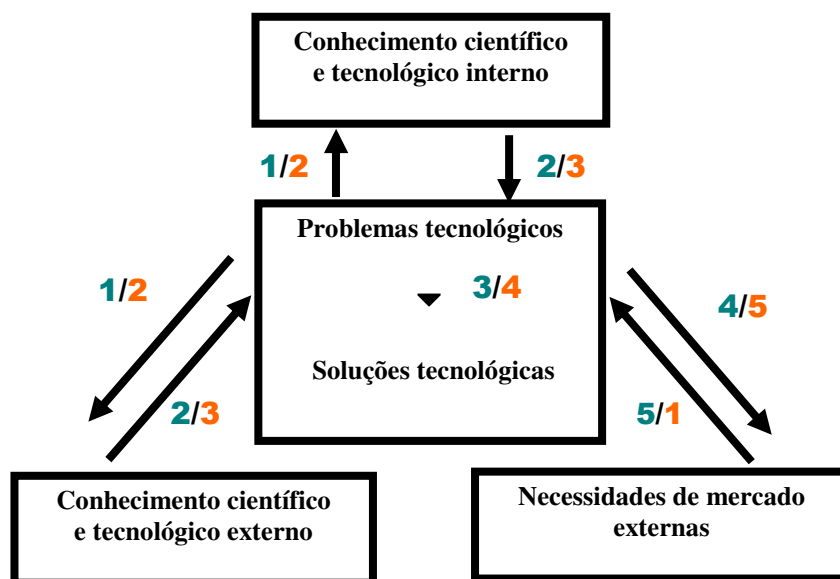 Conhecimento científico
e tecnológico interno
1/2
2/3
Problemas tecnológicos
1/2
3/4
4/5
Soluções tecnológicas
2/3
5/1
Conhecimento científico
e tecnológico externo
Necessidades de mercado
externas